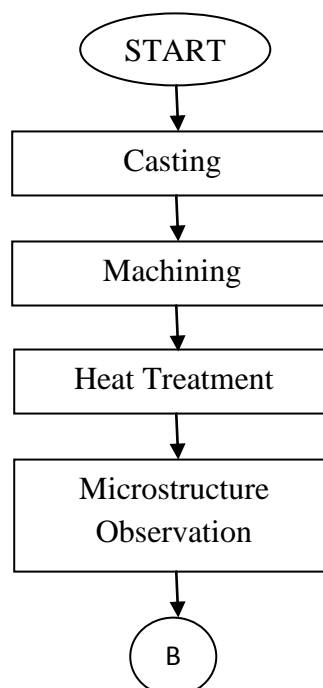 START
Casting
Machining
Heat Treatment
Microstructure
Observation
B